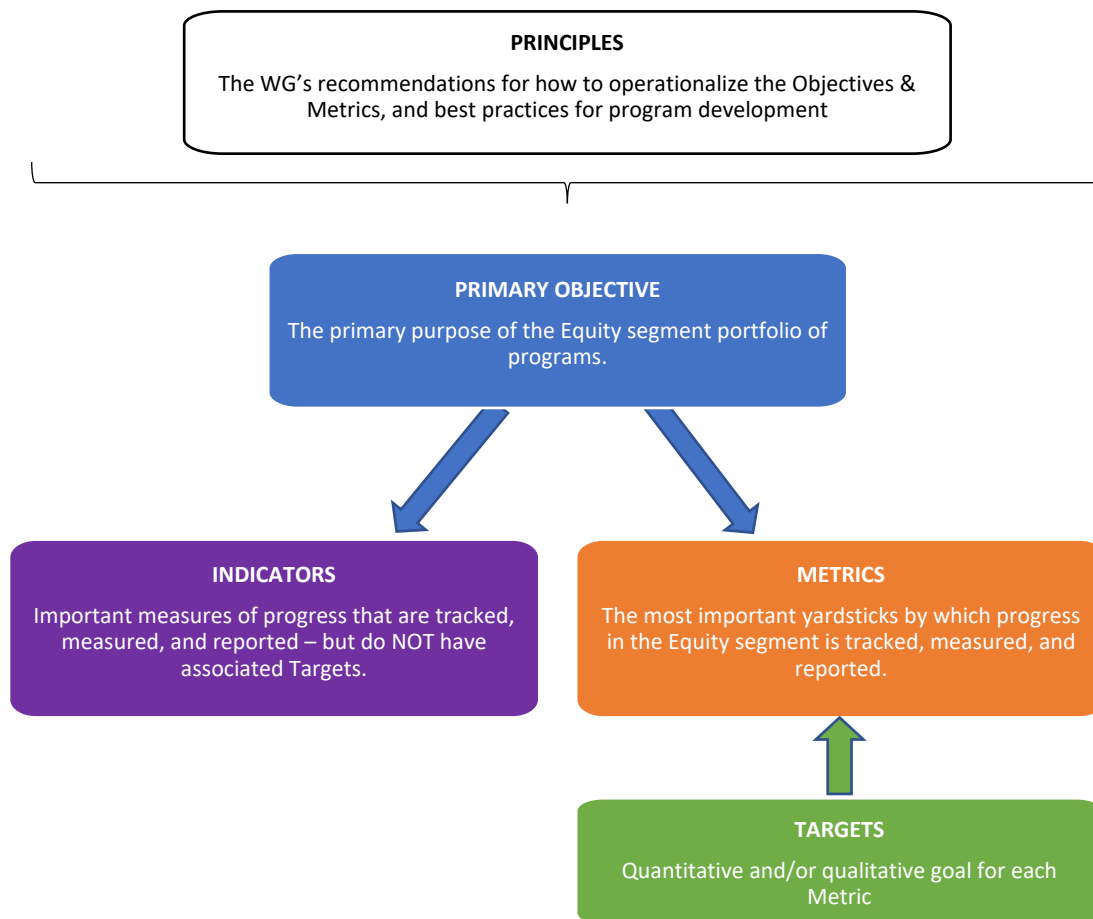 PRINCIPLES
The WG’s recommendations for how to operationalize the Objectives &
Metrics, and best practices for program development
PRIMARY OBJECTIVE
The primary purpose of the Equity segment portfolio of
programs.
INDICATORS
Important measures of progress that are tracked,
measured, and reported – but do NOT have
associated Targets.
METRICS
The most important yardsticks by which progress
in the Equity segment is tracked, measured, and
reported.
TARGETS
Quantitative and/or qualitative goal for each
Metric